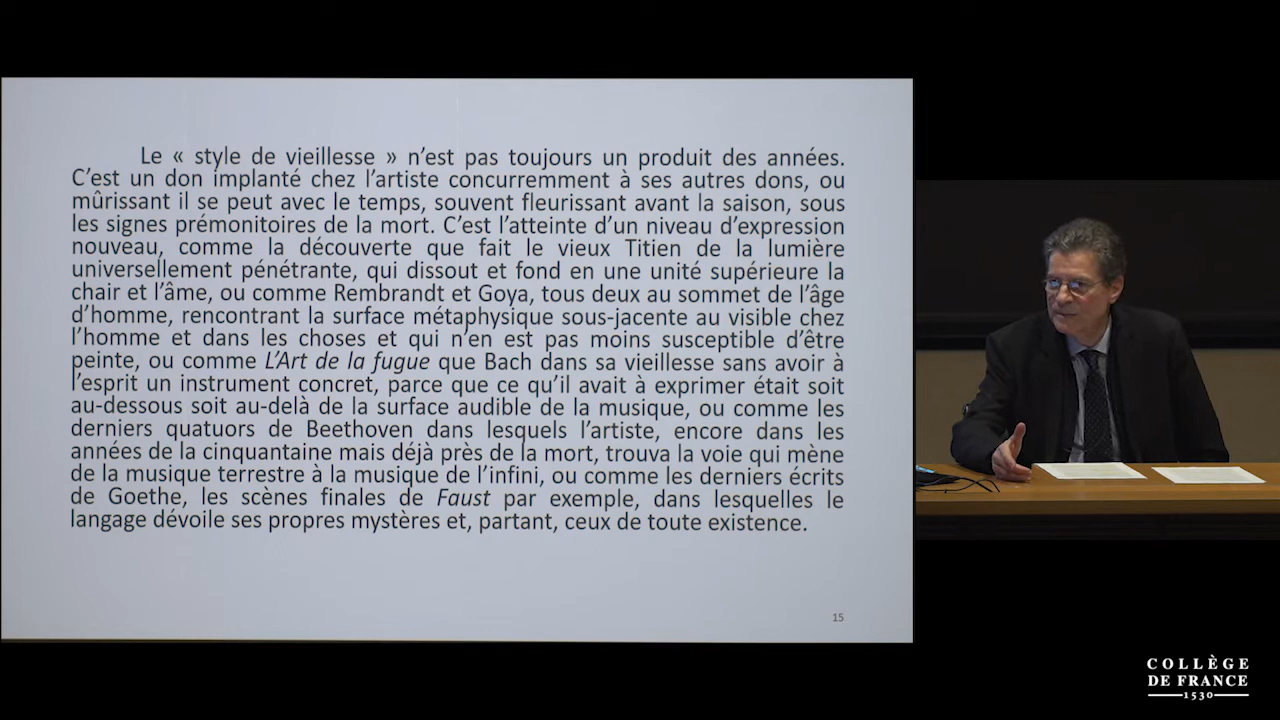 Le « style de vieillesse » n’est pas toujours un produit des années.
C’est un don implanté chez l’artiste concurremment à ses autres dons, ou
mûrissant il se peut avec le temps, souvent fleurissant avant la saison, sous
les signes prémonitoires de la mort. C’est l’atteinte d’un niveau d’expression
nouveau, comme la découverte que fait le vieux Titien de la lumière
universellement pénétrante, qui dissout et fond en une unité supérieure la
chair et l’âme, ou comme Rembrandt et Goya, tous deux au sommet de l’âge
d’homme, rencontrant la surface métaphysique sous-jacente au visible chez
l’homme et dans les choses et qui n’en est pas moins susceptible d’être
peinte, ou comme L’Art de la fugue que Bach dans sa vieillesse sans avoir à
l’esprit un instrument concret, parce que ce qu’il avait à exprimer était soit
au-dessous soit au-delà de la surface audible de la musique, ou comme les
derniers quatuors de Beethoven dans lesquels l’artiste, encore dans les
années de la cinquantaine mais déjà près de la mort, trouva la voie qui mène
de la musique terrestre à la musique de l’infini, ou comme les derniers écrits
de Goethe, les scènes finales de Faust par exemple, dans lesquelles le
langage dévoile ses propres mystères et, partant, ceux de toute existence.
15
COLLÈGE
DE FRANCE
1530